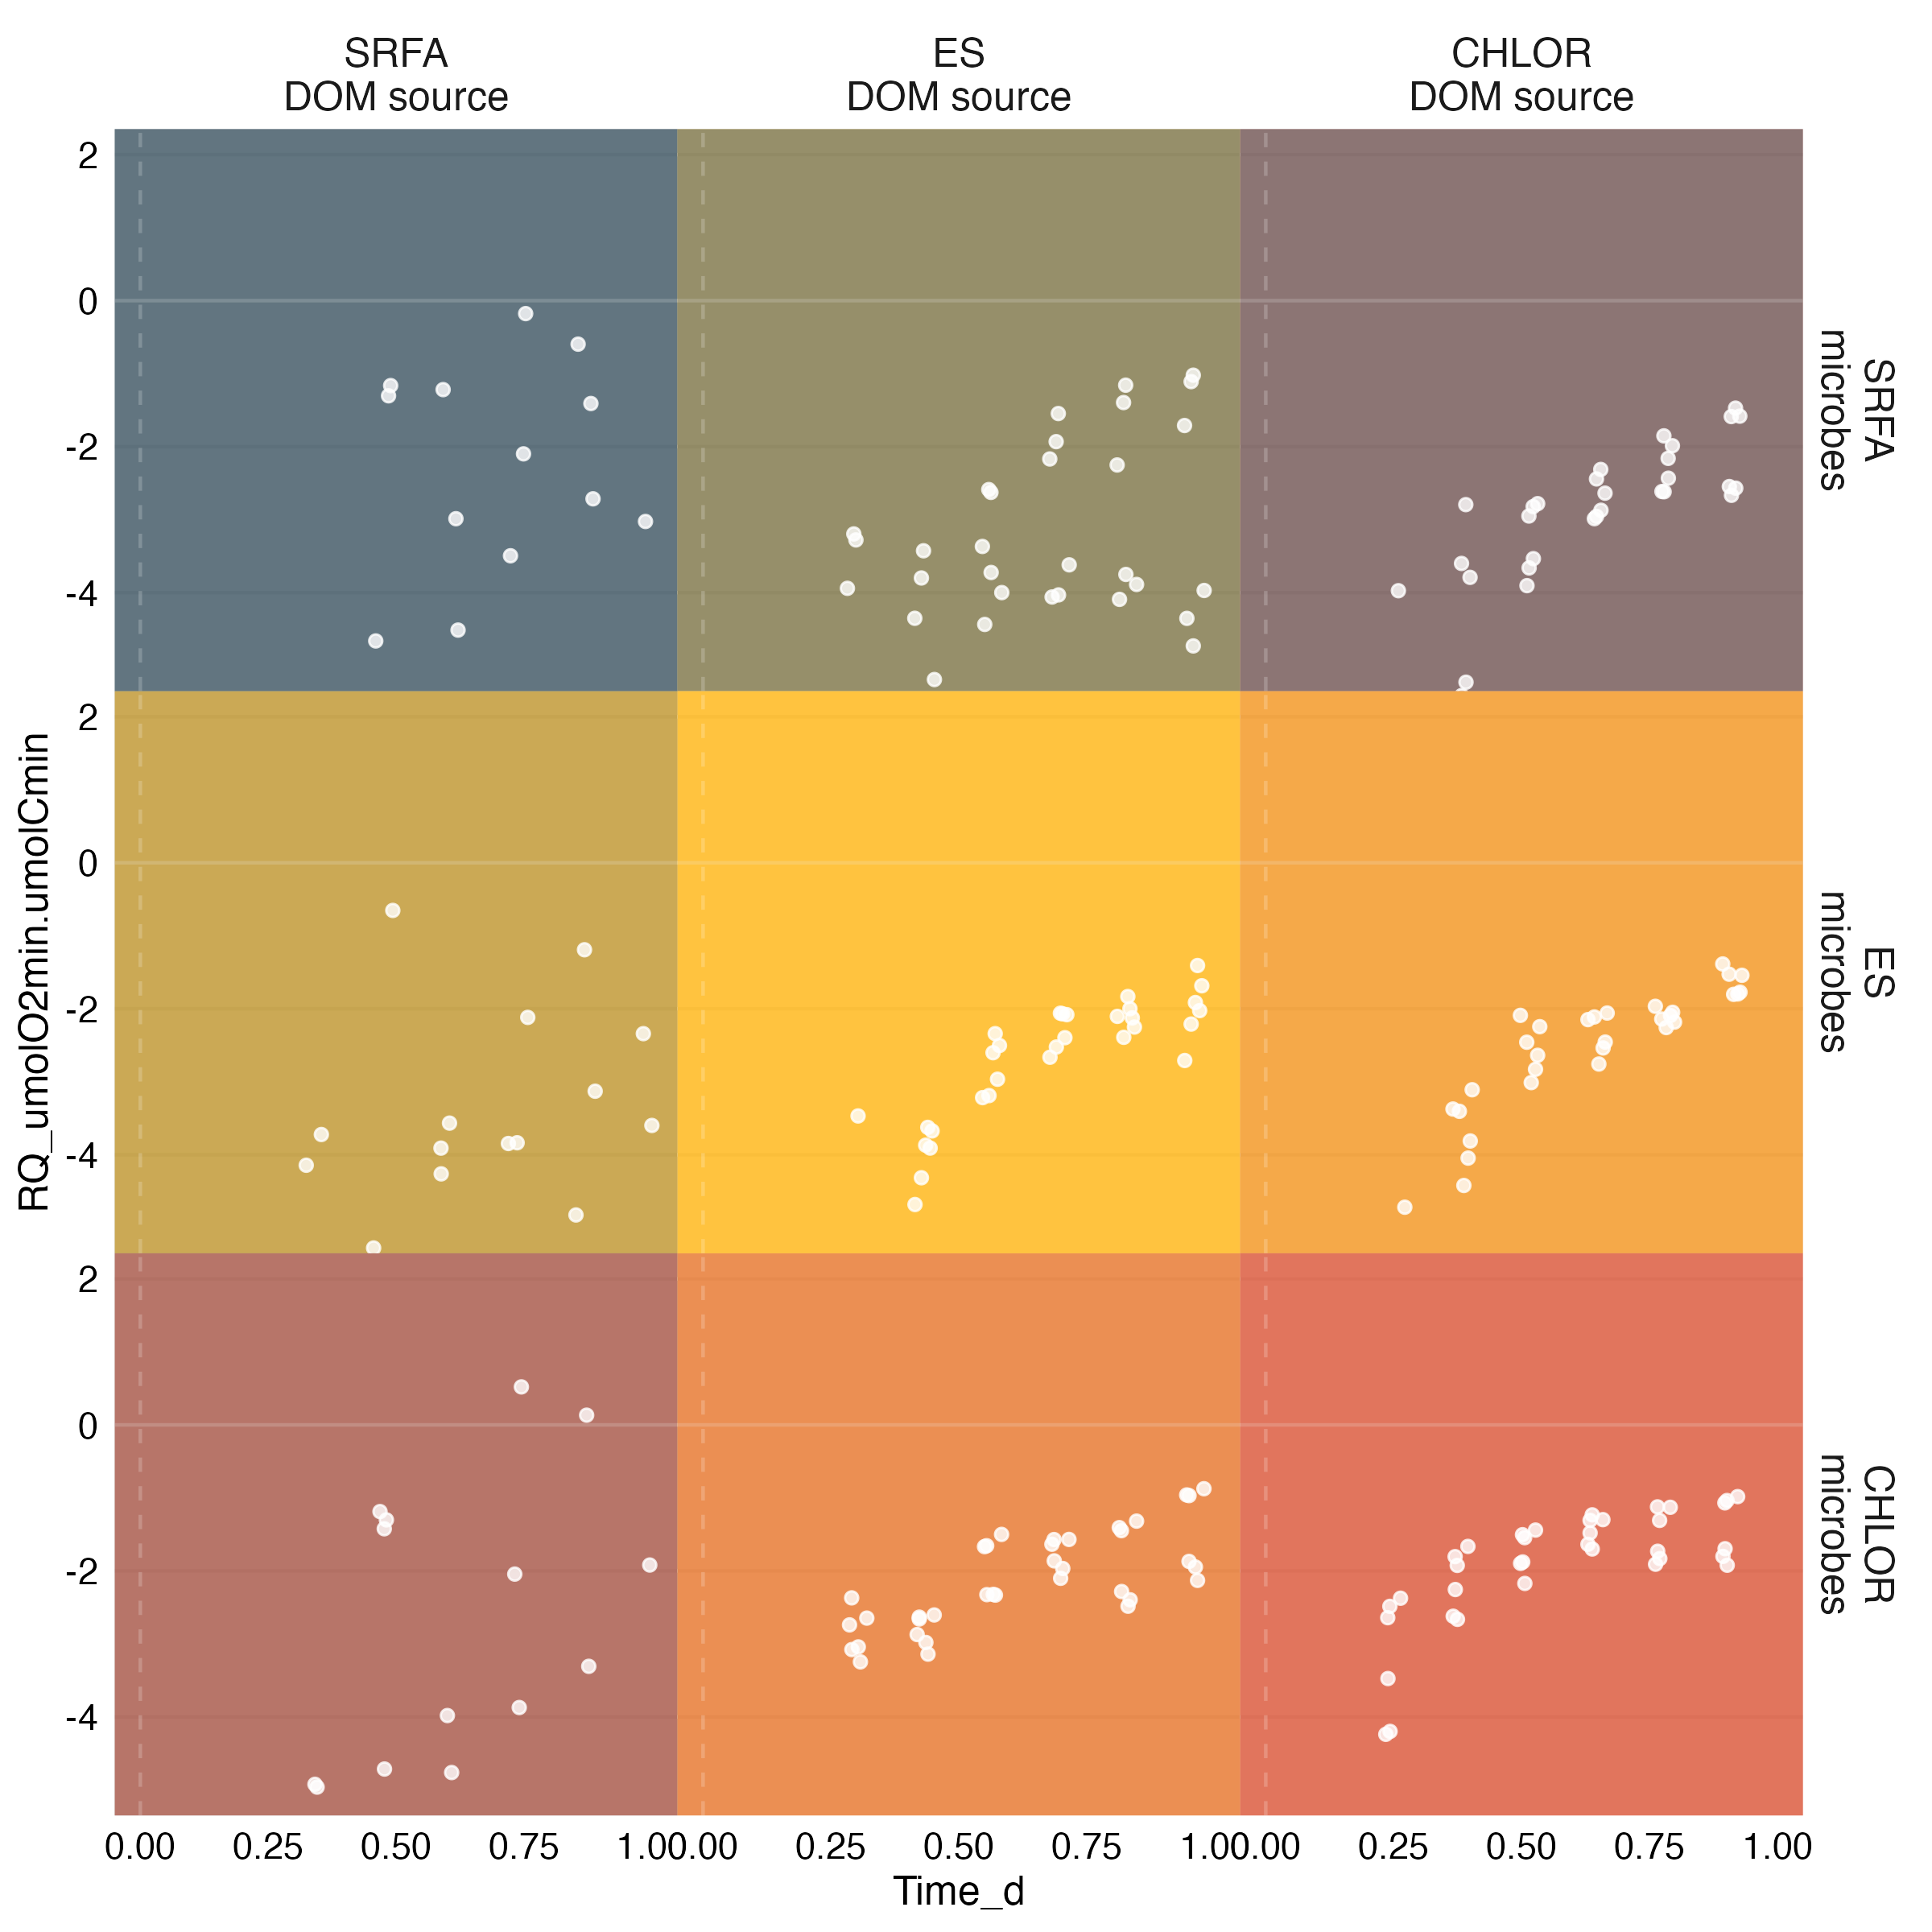 SRFA
DOM source
ES
DOM source
CHLOR
DOM source
2
0
-2
-4
SRFA
microbes
2
0
-2
-4
ES
microbes
2
0
-2
-4
CHLOR
microbes
RQ_umolO2min.umolCmin
0.00 0.25 0.50 0.75 1.00 0.00 0.25 0.50 0.75 1.00 0.00 0.25 0.50 0.75 1.00
Time_d